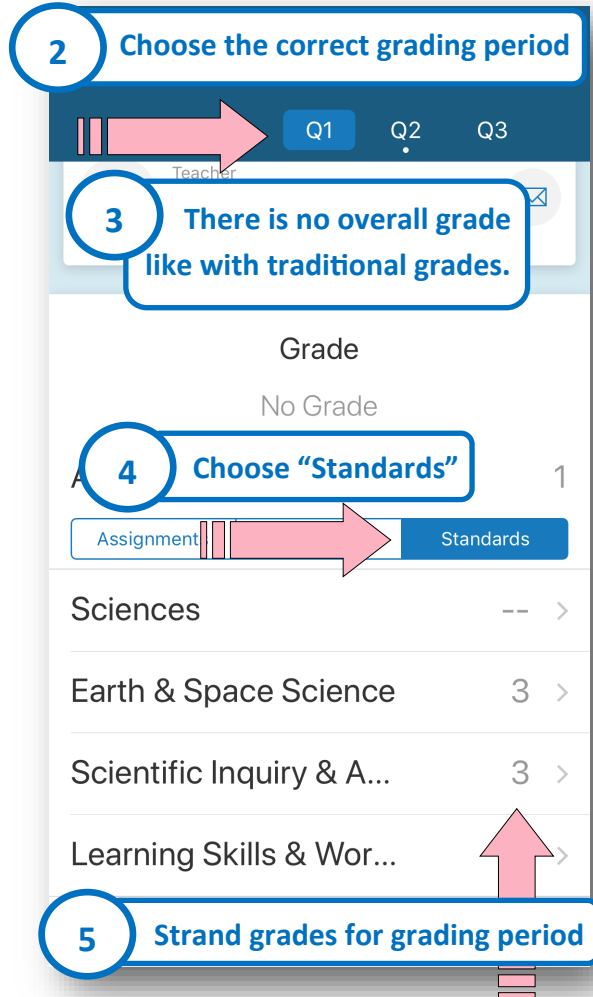 2 Choose the correct grading period
Q1 Q2 Q3
Teacher
3 There is no overall grade
like with traditional grades.
Grade
No Grade
4 Choose “Standards” 1
Assignments Standards
Sciences -- >
Earth & Space Science 3 >
Scientific Inquiry & A... 3 >
Learning Skills & Wor... >
5 Strand grades for grading period